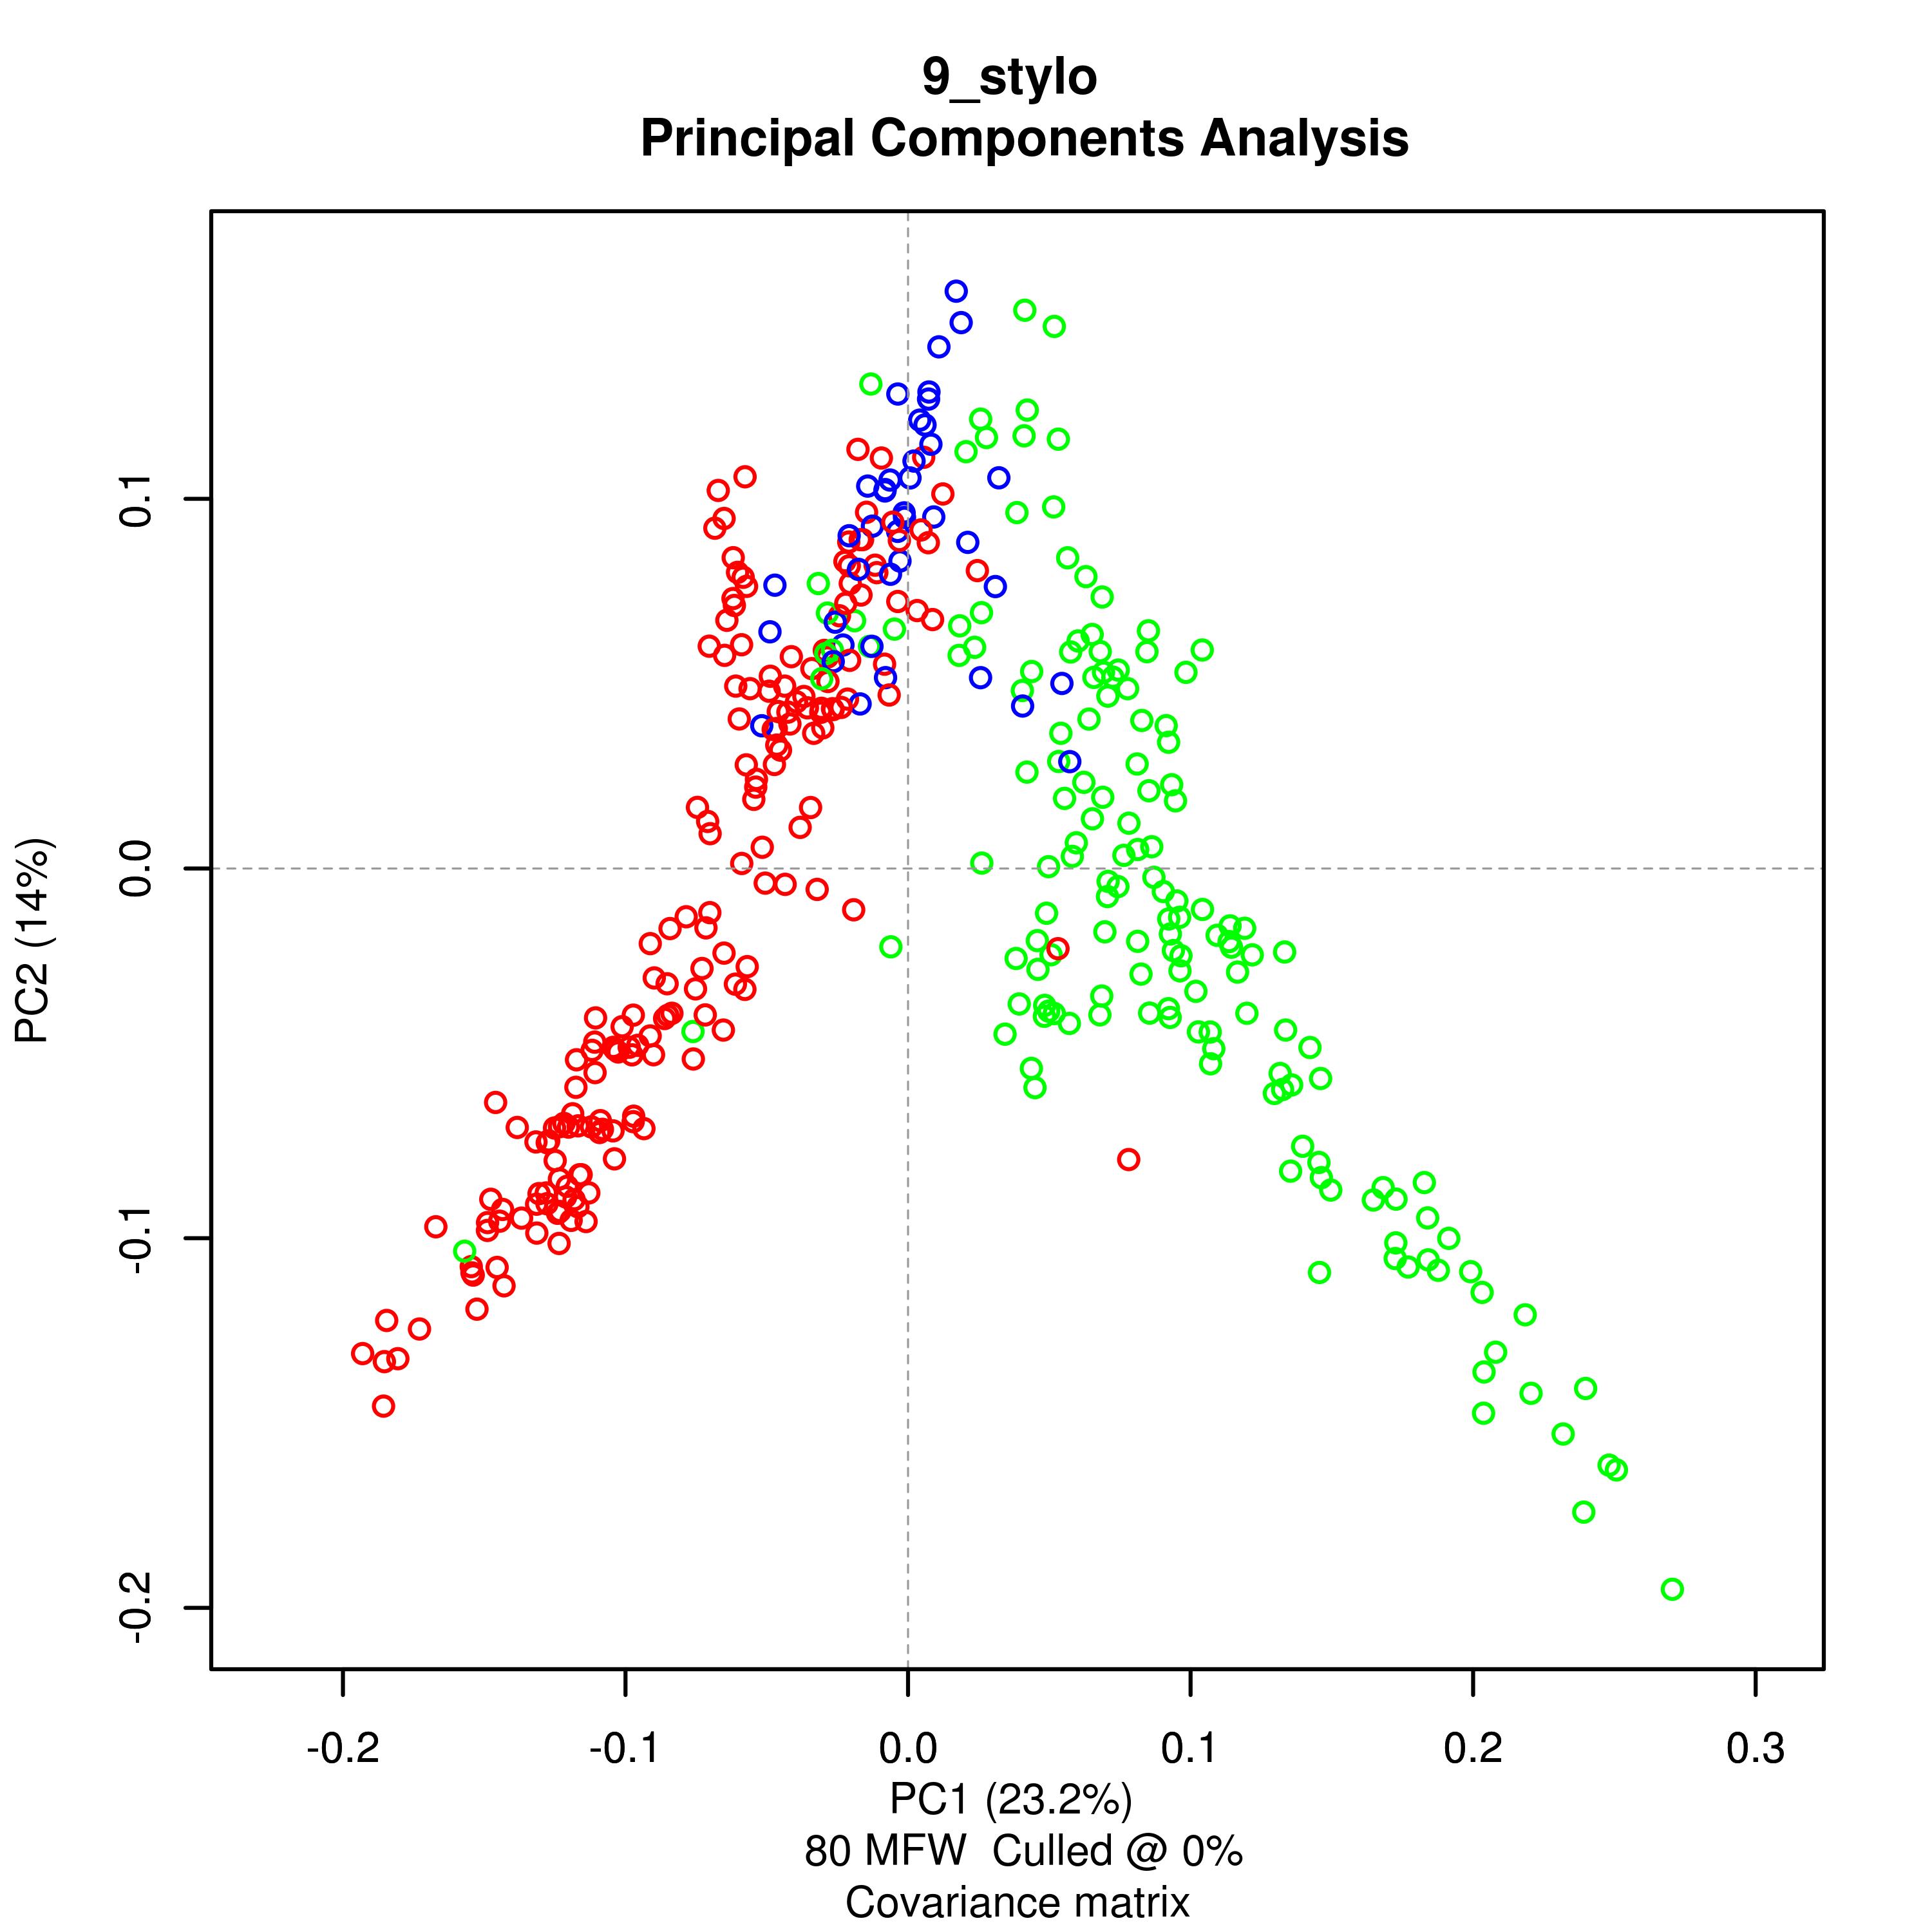 9_stylo
Principal Components Analysis
PC2 (14%)
0.1
0.0
-0.1
-0.2
-0.2 -0.1 0.0 0.1 0.2 0.3
PC1 (23.2%)
80 MFW  Culled @ 0%
Covariance matrix